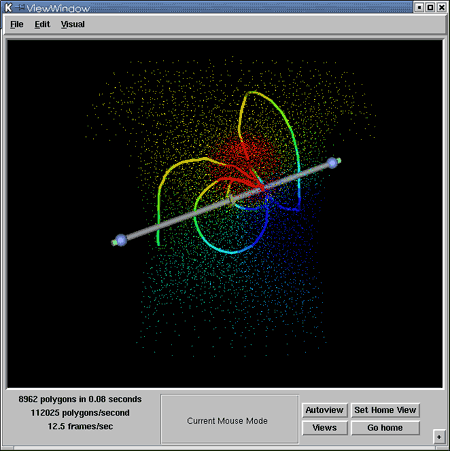 K ViewWindow
File Edit Visual
8962 polygons in 0.08 seconds
112025 polygons/second
12.5 frames/sec
Current Mouse Mode
Autoview Set Home View
Views Go home
+